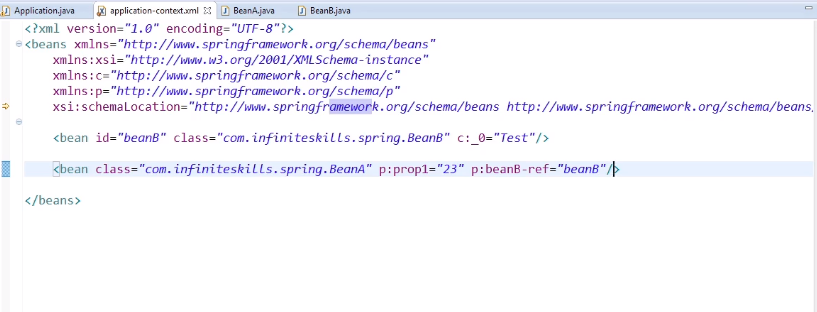 Application.java application-context.xml BeanA.java BeanB.java
<?xml version="1.0" encoding="UTF-8"?>
<beans xmlns="http://www.springframework.org/schema/beans"
xmlns:xsi="http://www.w3.org/2001/XMLSchema-instance"
xmlns:c="http://www.springframework.org/schema/c"
xmlns:p="http://www.springframework.org/schema/p"
xsi:schemaLocation="http://www.springframework.org/schema/beans http://www.springframework.org/schema/beans,
<bean id="beanB" class="com.infiniteskills.spring.BeanB" c:_0="Test"/>
<bean class="com.infiniteskills.spring.BeanA" p:prop1="23" p:beanB-ref="beanB"/>
</beans>